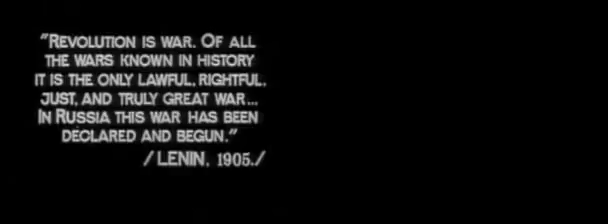 "REVOLUTION IS WAR. OF ALL
THE WARS KNOWN IN HISTORY
IT IS THE ONLY LAWFUL, RIGHTFUL,
JUST, AND TRULY GREAT WAR...
IN RUSSIA THIS WAR HAS BEEN
DECLARED AND BEGUN."
/LENIN, 1905./